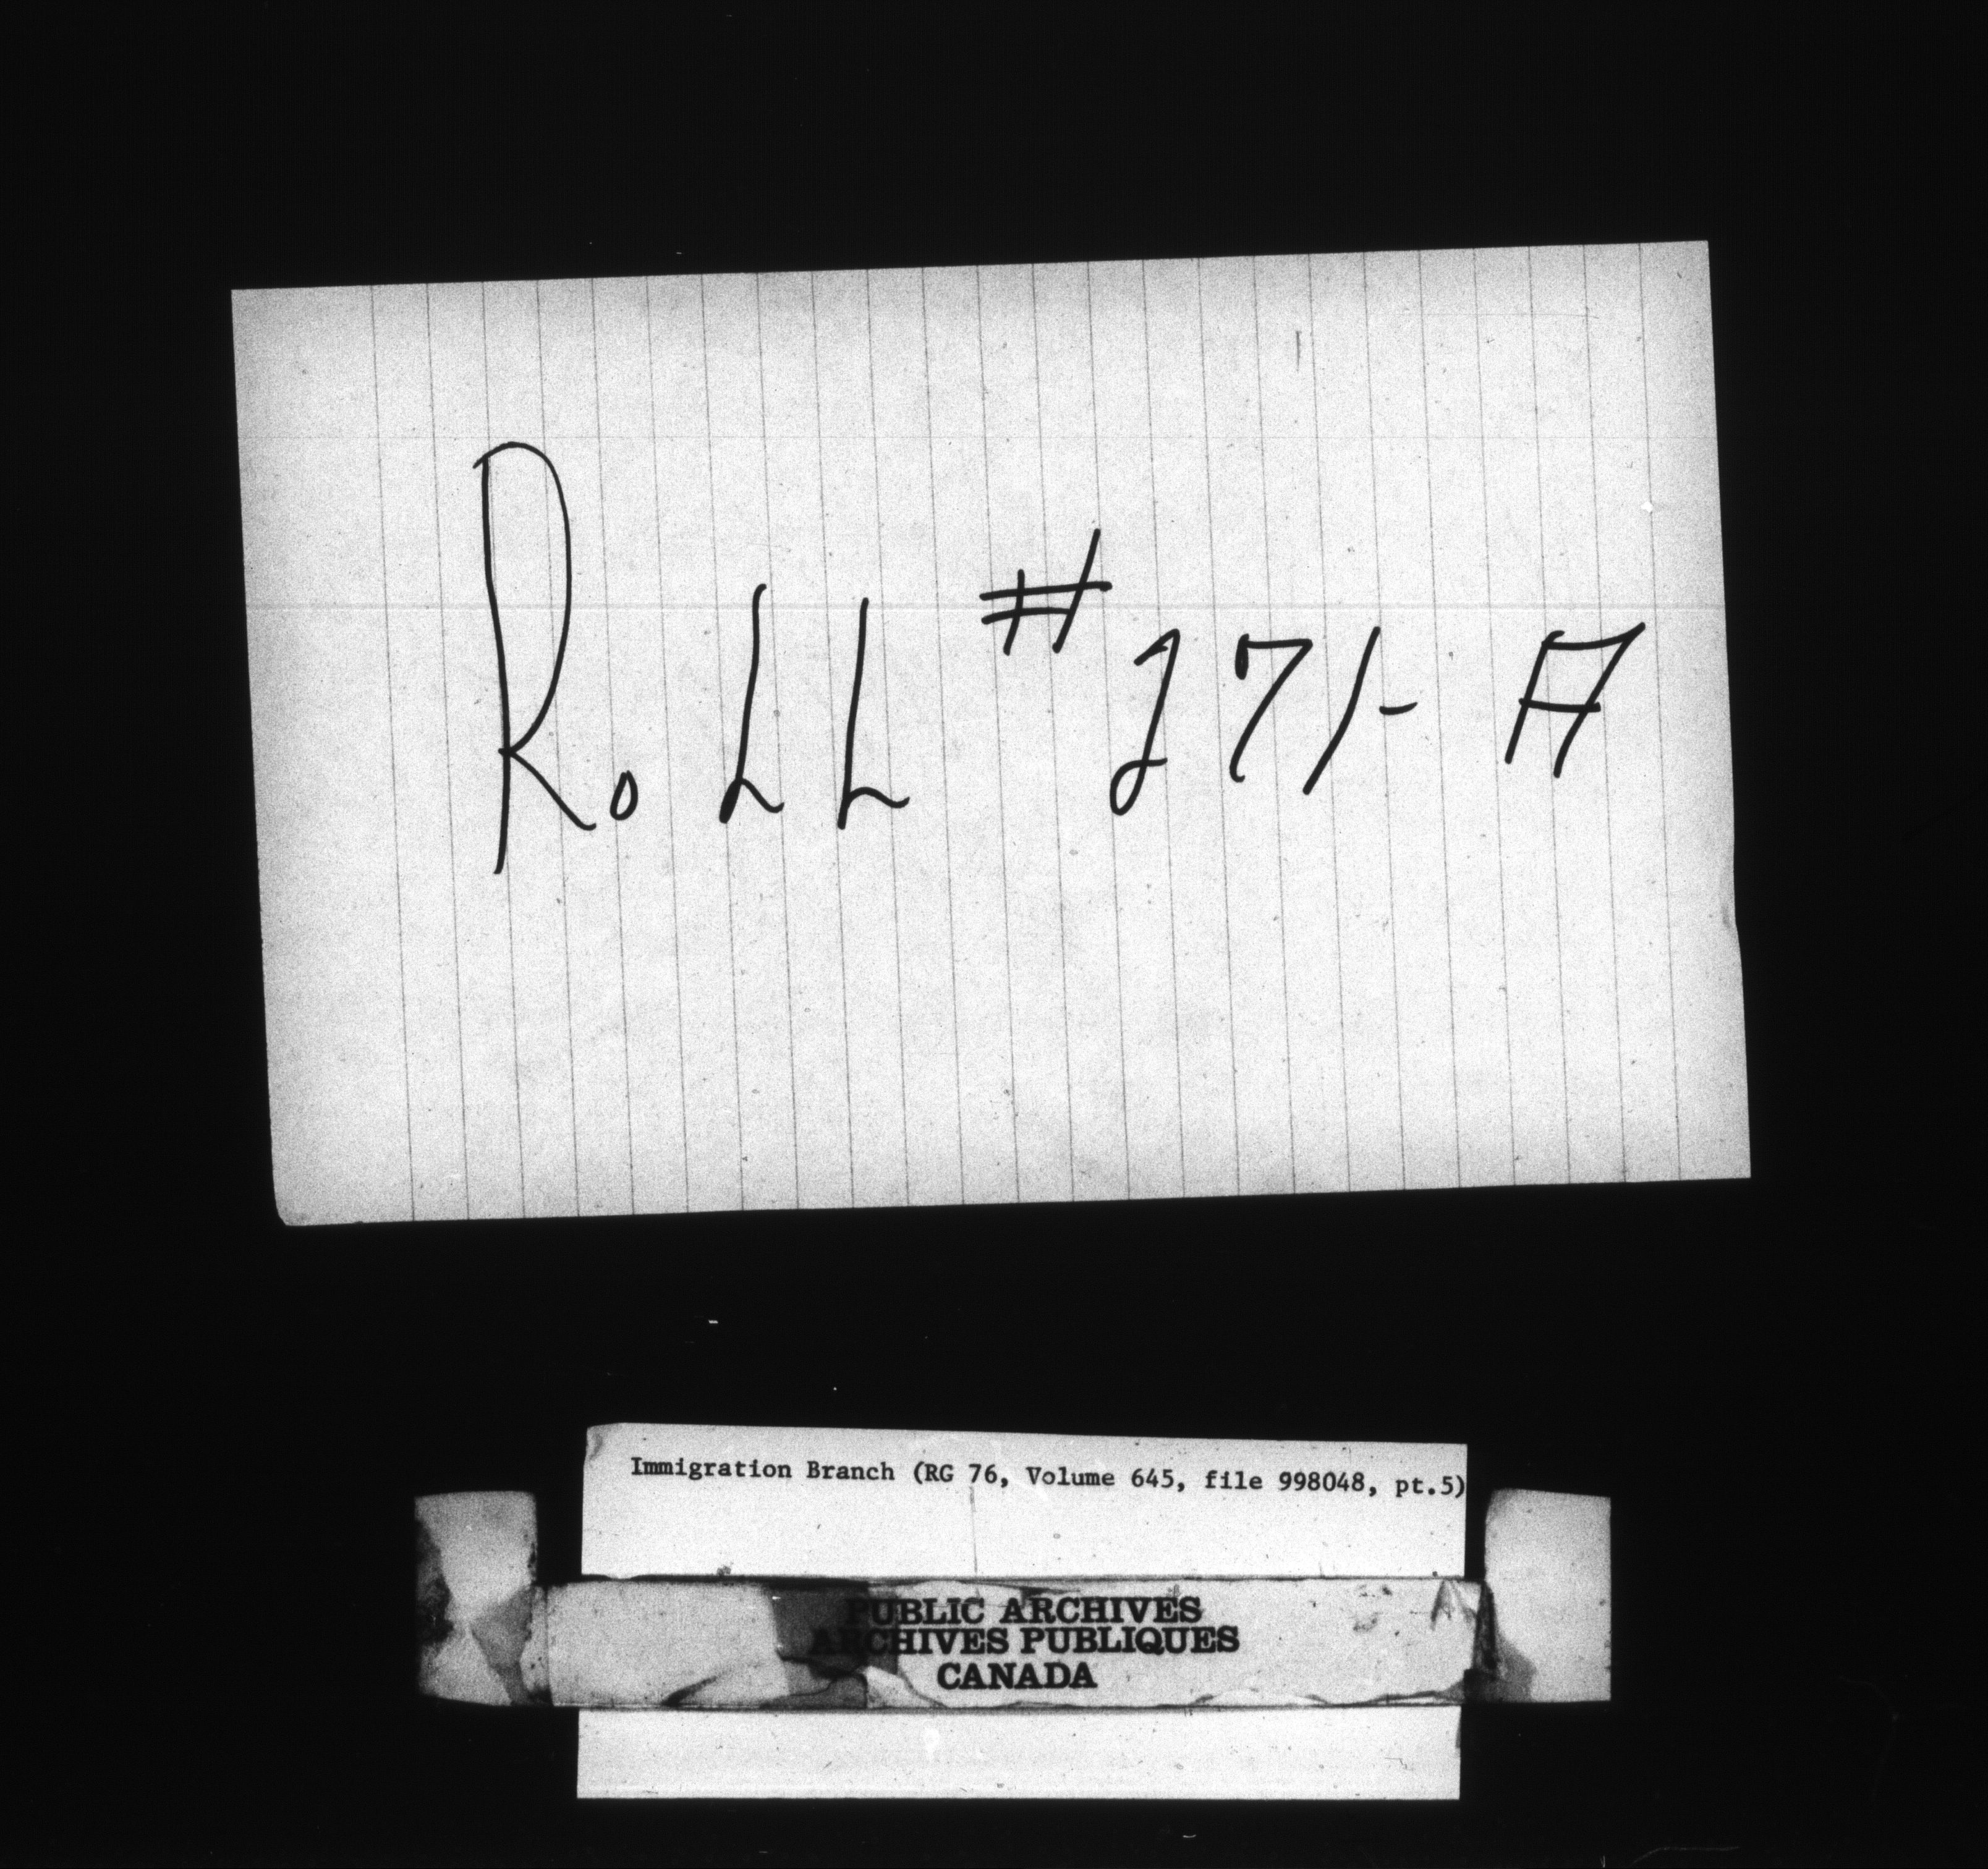 RoLL # 271- A
Immigration Branch (RG 76, Volume 645, file 998048, pt.5)
PUBLIC ARCHIVES
ARCHIVES PUBLIQUES
CANADA